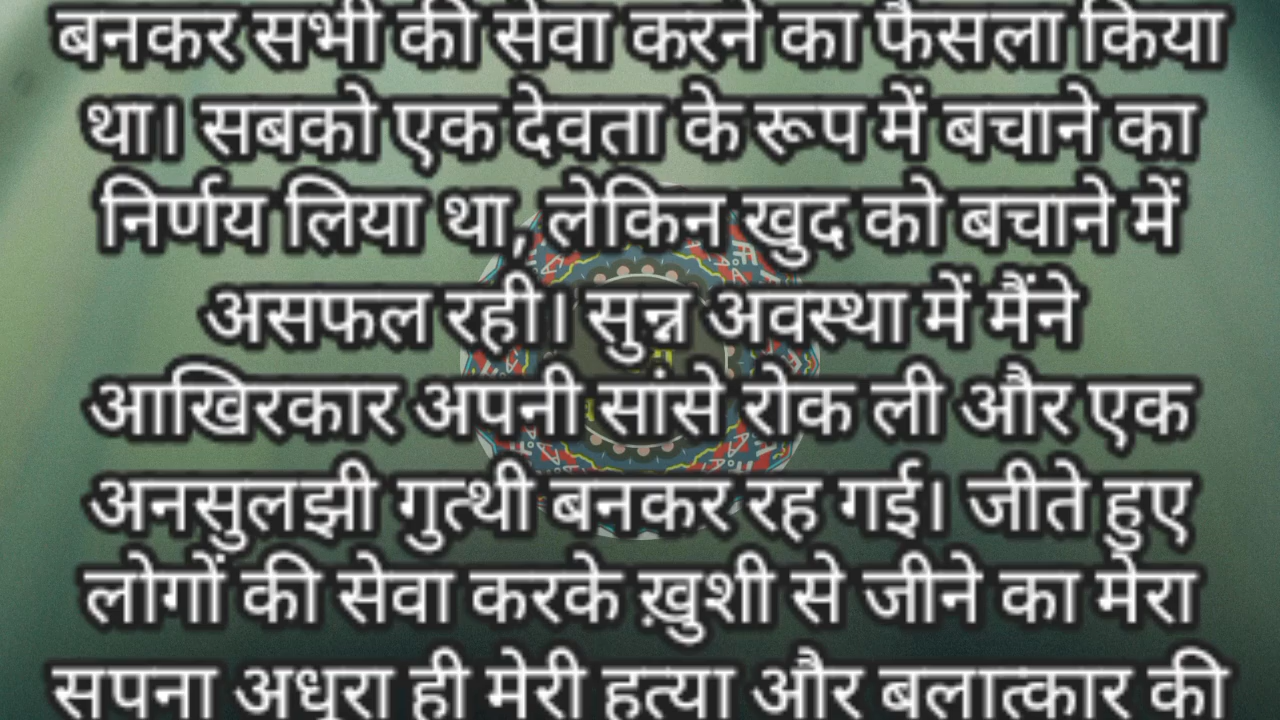 बनकर सभी की सेवा करने का फैसला किया
था। सबको एक देवता के रूप में बचाने का
निर्णय लिया था, लेकिन खुद को बचाने में
असफल रही। सुन्न अवस्था में मैंने
आखिरकार अपनी सांसे रोक ली और एक
अनसुलझी गुत्थी बनकर रह गई। जीते हुए
लोगों की सेवा करके ख़ुशी से जीने का मेरा
सपना अधूरा ही मेरी हत्या और बलात्कार की